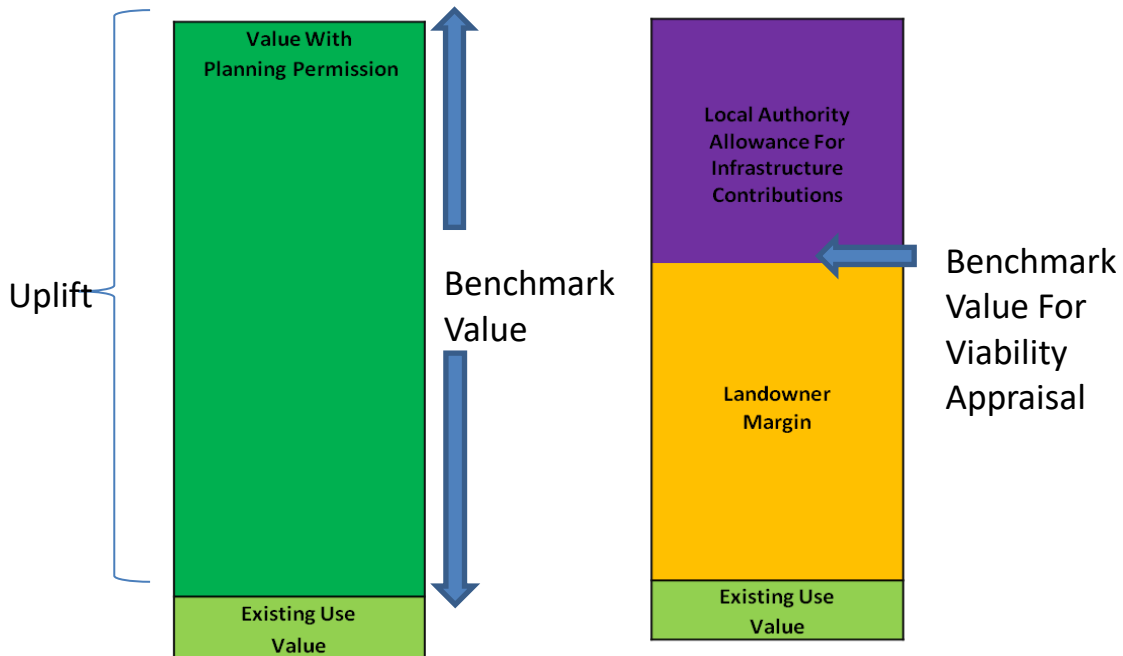 Uplift
Value With
Planning Permission
Existing Use
Value
Benchmark
Value
Local Authority
Allowance For
Infrastructure
Contributions
Landowner
Margin
Existing Use
Value
Benchmark
Value For
Viability
Appraisal